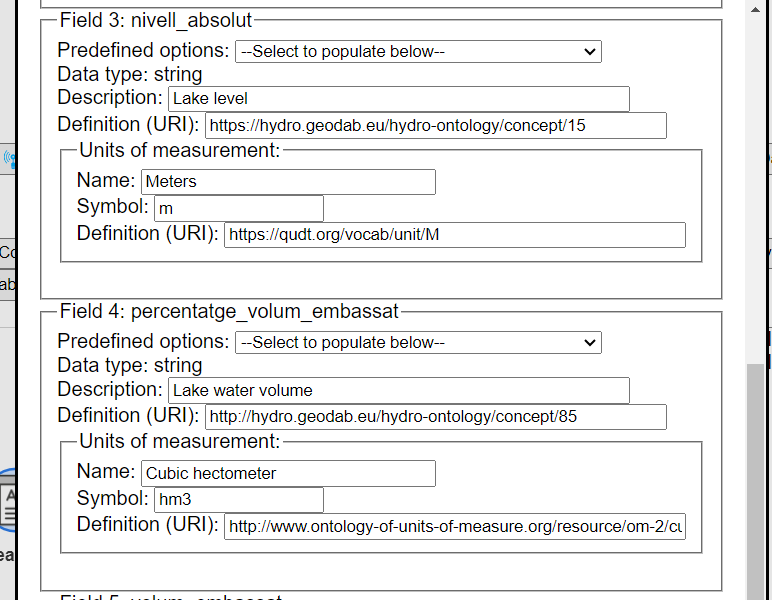 Field 3: nivell_absolut
Predefined options: --Select to populate below--
Data type: string
Description: Lake level
Definition (URI): https://hydro.geodab.eu/hydro-ontology/concept/15
Units of measurement:
Name: Meters
Symbol: m
Definition (URI): https://qudt.org/vocab/unit/M
Field 4: percentatge_volum_embassat
Predefined options: --Select to populate below--
Data type: string
Description: Lake water volume
Definition (URI): http://hydro.geodab.eu/hydro-ontology/concept/85
Units of measurement:
Name: Cubic hectometer
Symbol: hm3
Definition (URI): http://www.ontology-of-units-of-measure.org/resource/om-2/cu
Field 5: volum_embassat
Co
ab
ea